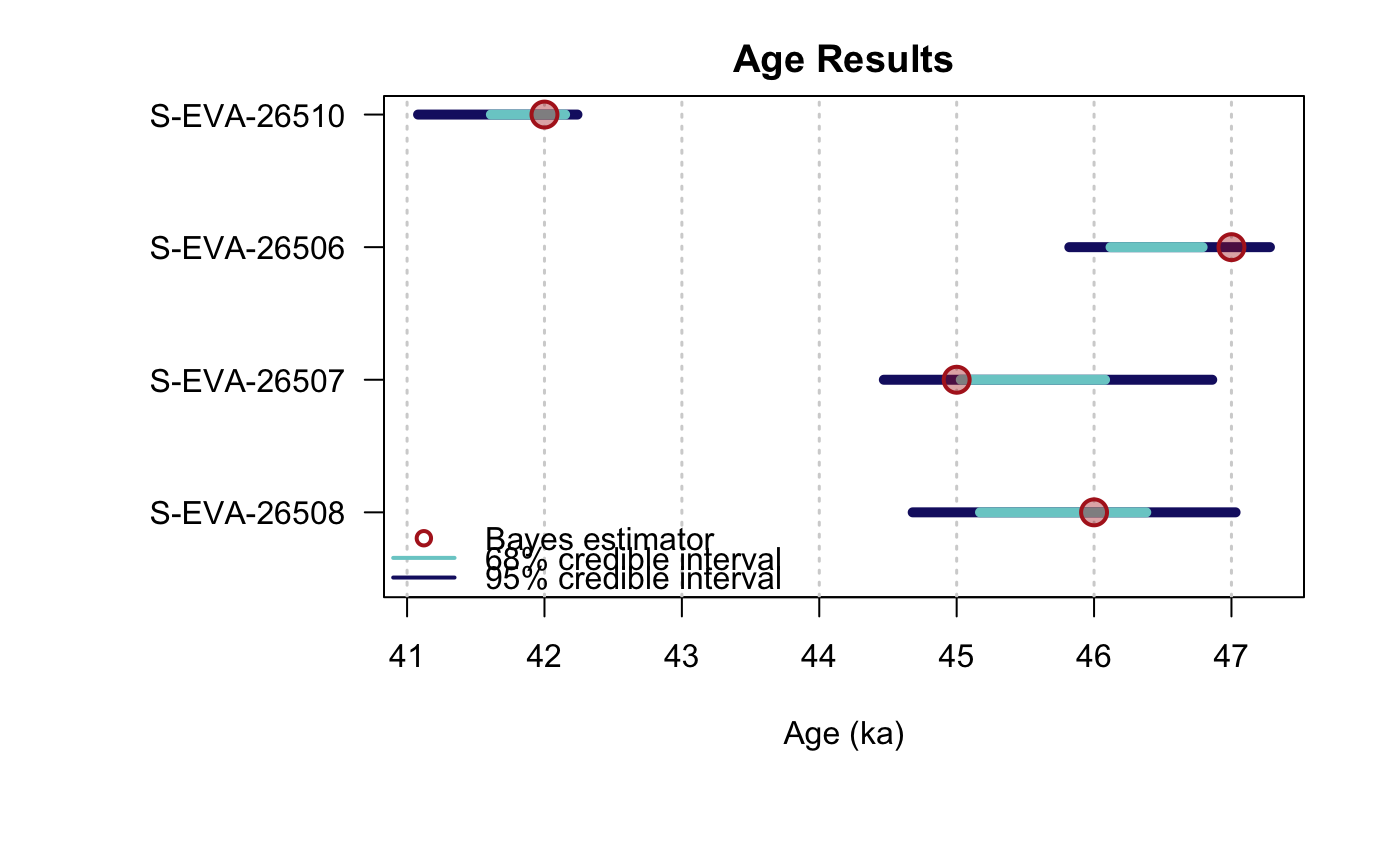 Age Results
S-EVA-26510
S-EVA-26506
S-EVA-26507
S-EVA-26508
Bayes estimator
68% credible interval
95% credible interval
41 42 43 44 45 46 47
Age (ka)